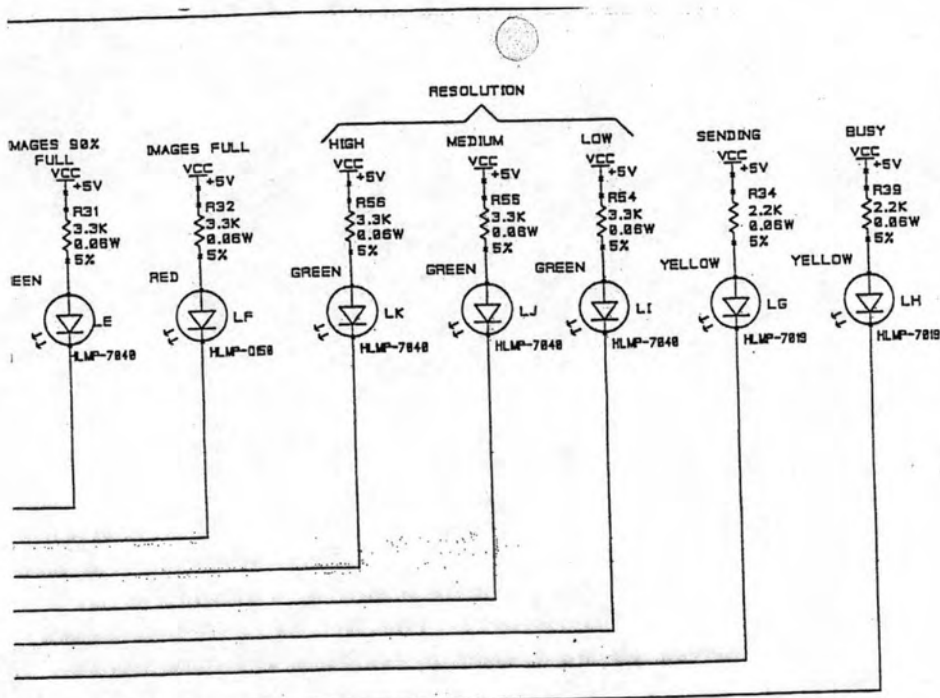 RESOLUTION
MAGES 90%
FULL
VCC
+5V
R31
3.3K
0.06W
5%
EEN
LE
HLMP-7040
IMAGES FULL
VCC
+5V
R32
3.3K
0.06W
5%
RED
LF
HLMP-0150
HIGH
VCC
+5V
R56
3.3K
0.06W
5%
GREEN
LK
HLMP-7040
MEDIUM
VCC
+5V
R55
3.3K
0.06W
5%
GREEN
LJ
HLMP-7040
LOW
VCC
+5V
R54
3.3K
0.06W
5%
GREEN
LI
HLMP-7040
SENDING
VCC
+5V
R34
2.2K
0.06W
5%
YELLOW
LG
HLMP-7019
BUSY
VCC
+5V
R39
2.2K
0.06W
5%
YELLOW
LH
HLMP-7019